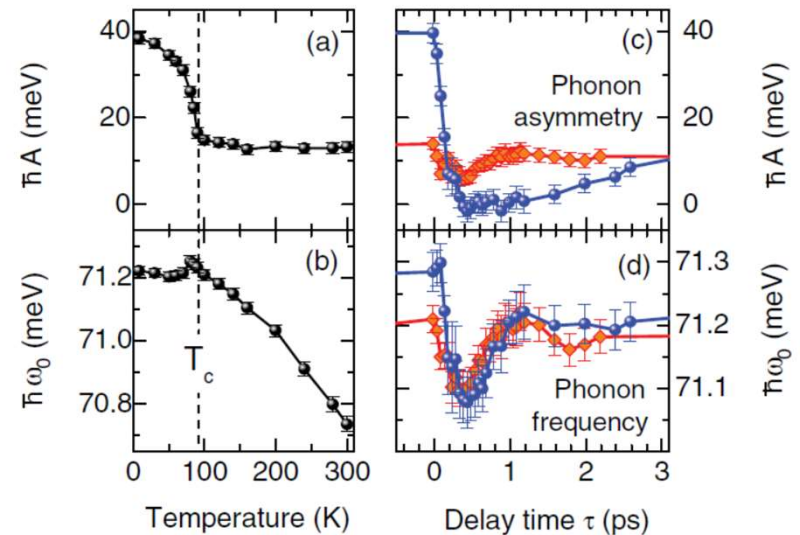 (a)
ħA (meV)
40
20
0
(b)
ħω₀ (meV)
71.2
71.0
70.8
T_c
0 100 200 300
Temperature (K)
(c)
Phonon
asymmetry
40
20
0
ħA (meV)
(d)
Phonon
frequency
71.3
71.2
71.1
ħω₀ (meV)
0 1 2 3
Delay time τ (ps)